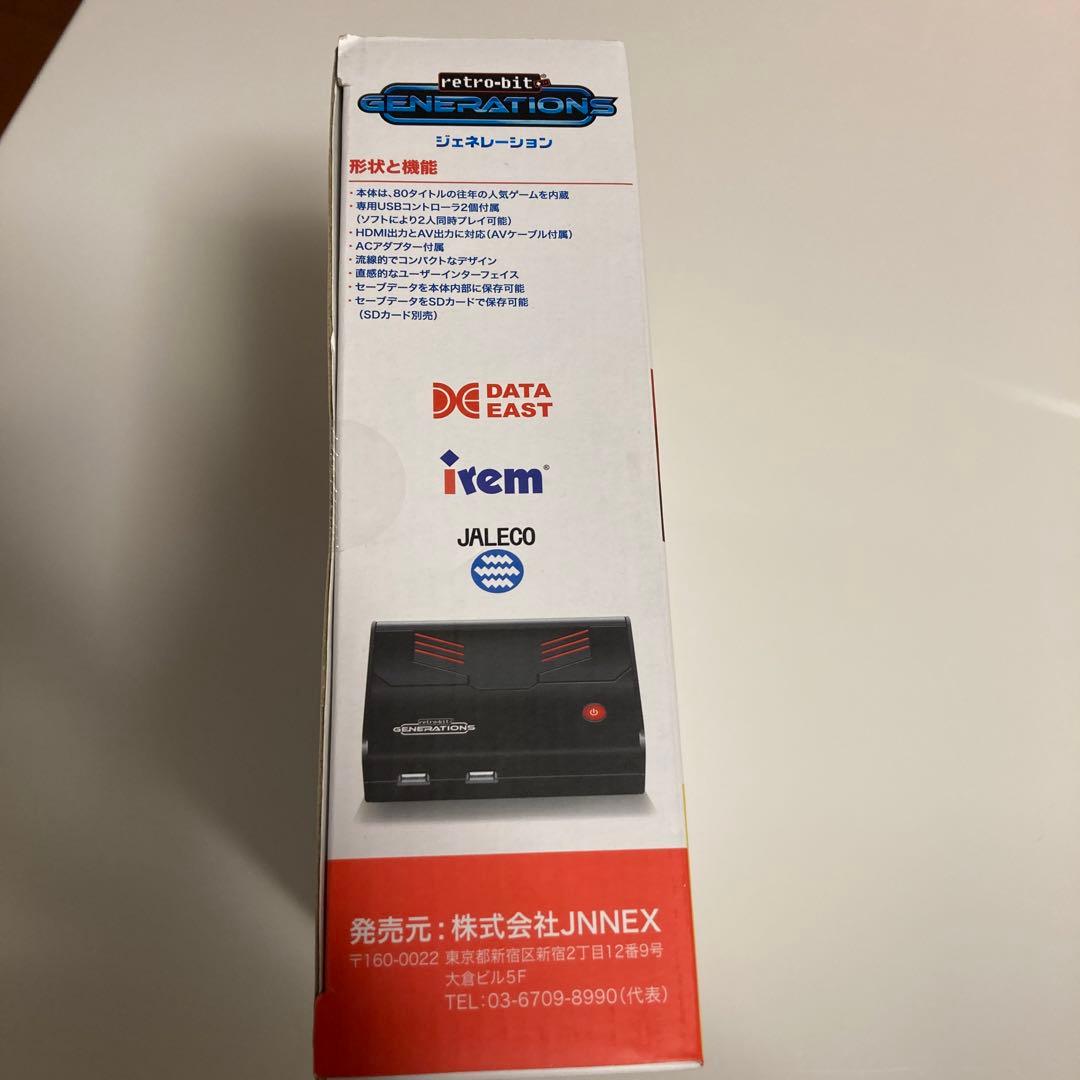 retro-bit
GENERATIONS
ジェネレーション
形状と機能
・本体は、80タイトルの往年の人気ゲームを内蔵
・専用USBコントローラ2個付属
(ソフトにより2人同時プレイ可能)
・HDMI出力とAV出力に対応(AVケーブル付属)
・ACアダプター付属
・流線的でコンパクトなデザイン
・直感的なユーザーインターフェイス
・セーブデータを本体内部に保存可能
・セーブデータをSDカードで保存可能
(SDカード別売)
DATA
EAST
irem®
JALECO
retro-bit
GENERATIONS
発売元:株式会社JNNEX
〒160-0022 東京都新宿区新宿2丁目12番9号
大倉ビル5F
TEL:03-6709-8990(代表)